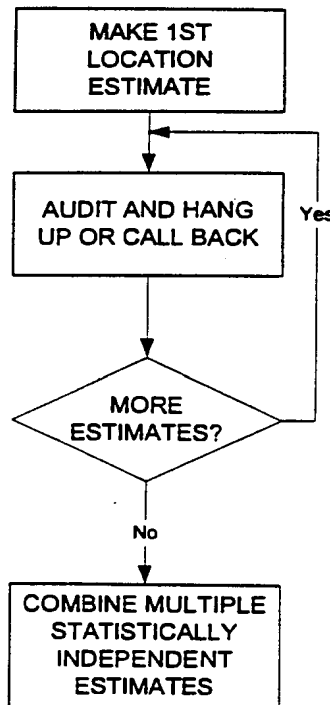 MAKE 1ST
LOCATION
ESTIMATE
AUDIT AND HANG
UP OR CALL BACK
Yes
MORE
ESTIMATES?
No
COMBINE MULTIPLE
STATISTICALLY
INDEPENDENT
ESTIMATES